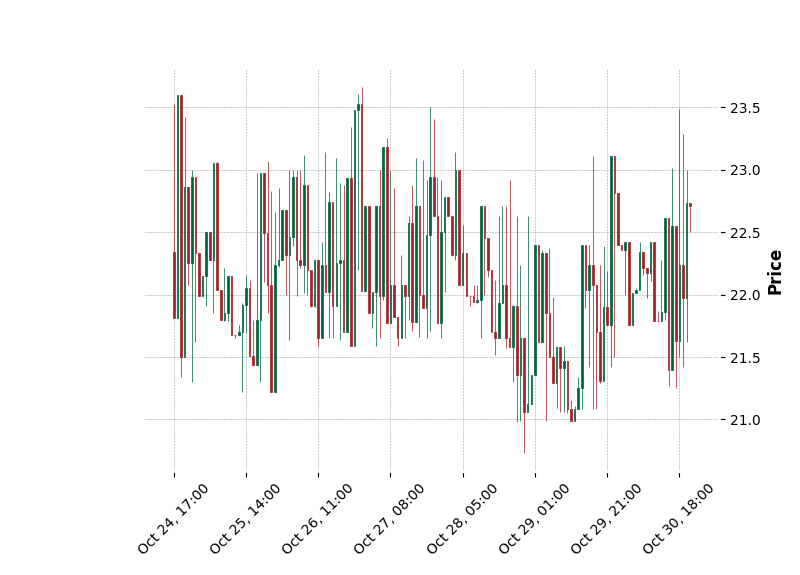 23.5
23.0
22.5
22.0
21.5
21.0
Price
Oct 24, 17:00
Oct 25, 14:00
Oct 26, 11:00
Oct 27, 08:00
Oct 28, 05:00
Oct 29, 01:00
Oct 29, 21:00
Oct 30, 18:00